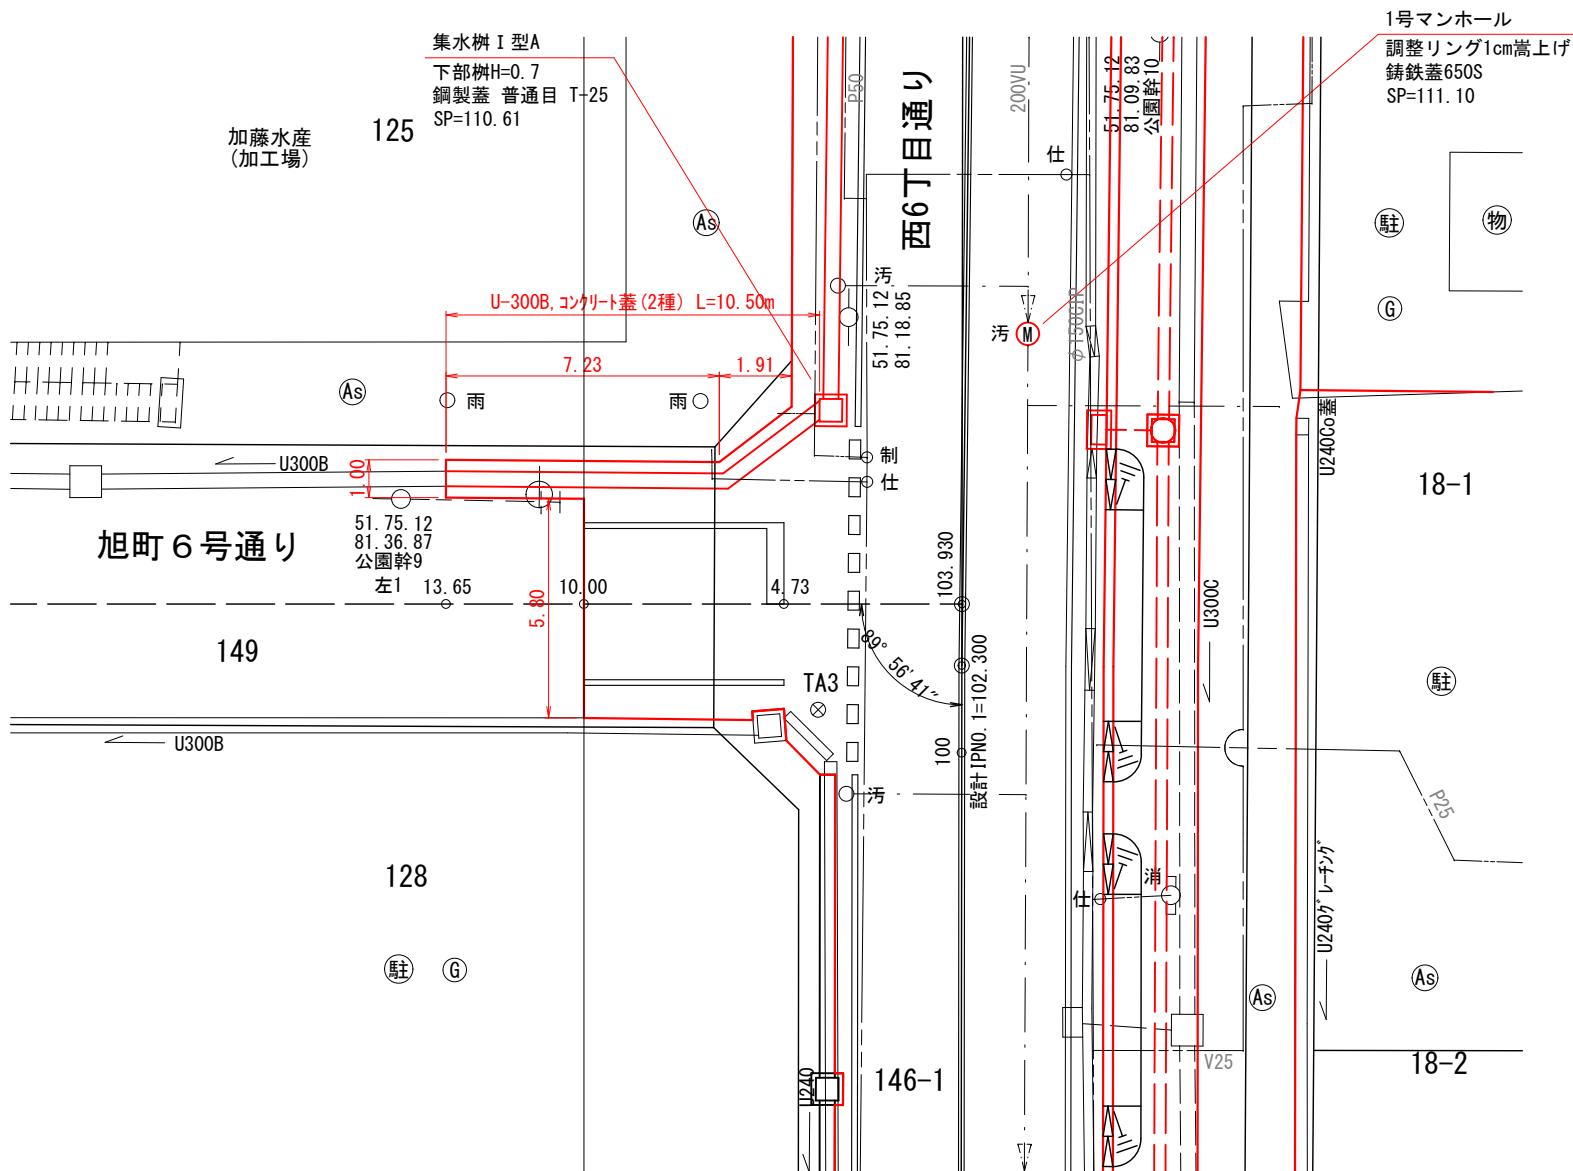 集水桝Ⅰ型A
下部桝H=0.7
鋼製蓋 普通目 T-25
SP=110.61
1号マンホール
調整リング1cm嵩上げ
鋳鉄蓋650S
SP=111.10
加藤水産
(加工場)
125
As
P50
西6丁目通り
200VU
51.75.12
81.09.83
公園幹10
仕
駐
物
G
汚
51.75.12
81.18.85
汚
M
φ1500TP
U-300B,コンクリート蓋(2種) L=10.50m
7.23
1.91
As
雨
雨
U300B
1.00
制
仕
U240Co蓋
18-1
旭町6号通り
51.75.12
81.36.87
公園幹9
左1
13.65
10.00
4.73
5.80
103.930
89°56′41″
設計IPNO.1=102.300
U300C
149
TA3
駐
U300B
100
汚
P25
128
消
仕
U240グレーチング
駐
G
As
As
146-1
U240
V25
18-2